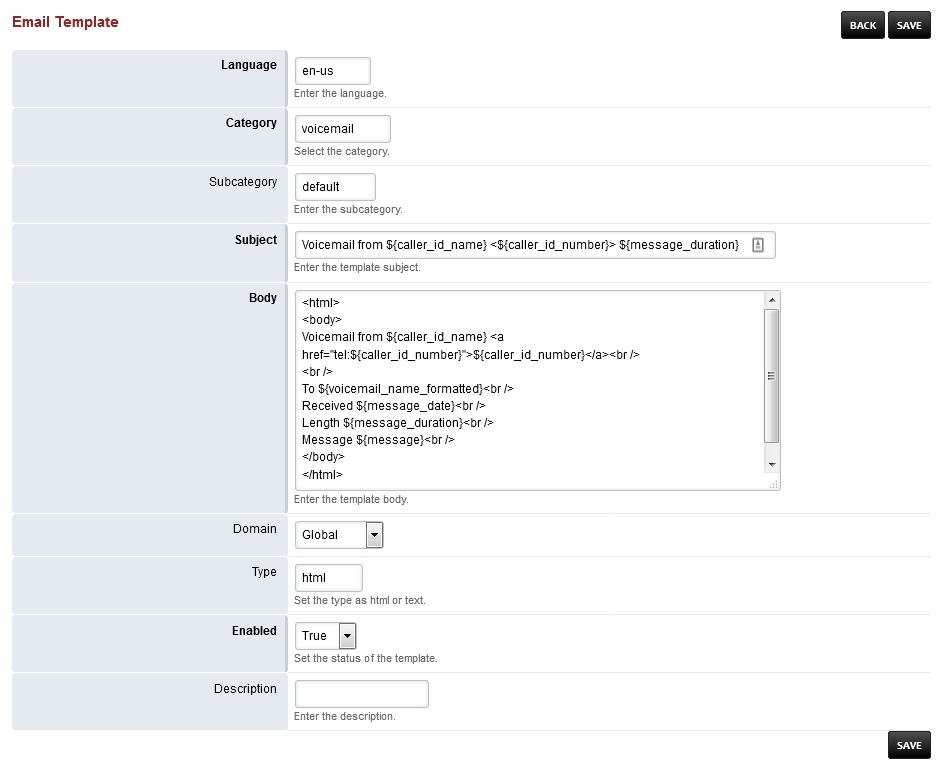 Email Template
BACK
SAVE
Language
en-us
Enter the language.
Category
voicemail
Select the category.
Subcategory
default
Enter the subcategory.
Subject
Voicemail from ${caller_id_name} <${caller_id_number}> ${message_duration}
Enter the template subject.
Body
<html>
<body>
Voicemail from ${caller_id_name} <a
href="tel:${caller_id_number}">${caller_id_number}</a><br />
<br />
To ${voicemail_name_formatted}<br />
Received ${message_date}<br />
Length ${message_duration}<br />
Message ${message}<br />
</body>
</html>
Enter the template body.
Domain
Global
Type
html
Set the type as html or text.
Enabled
True
Set the status of the template.
Description
Enter the description.
SAVE